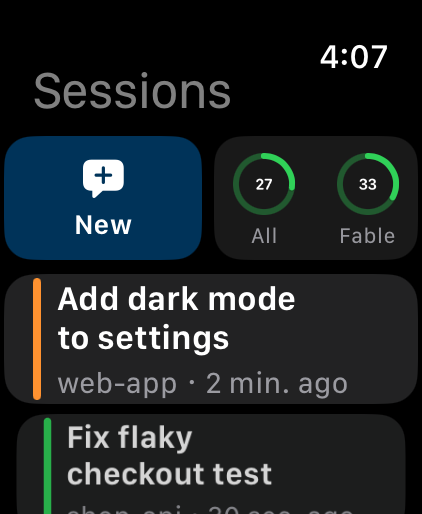 4:07
Sessions
New
27
33
All
Fable
Add dark mode
to settings
web-app · 2 min. ago
Fix flaky
checkout test